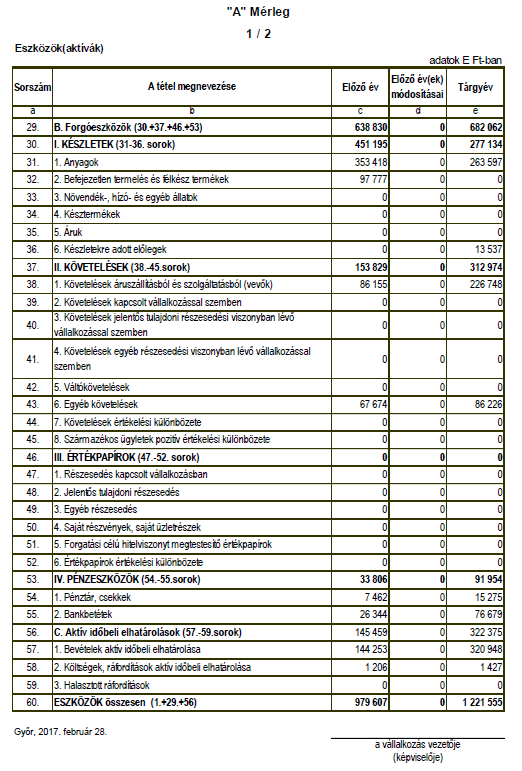 "A" Mérleg
1 / 2
Eszközök(aktívák)
adatok E Ft-ban
Sorszám A tétel megnevezése Előző év Előző év(ek) módosításai Tárgyév
a b c d e
29. B. Forgóeszközök (30.+37.+46.+53) 638 830 0 682 062
30. I. KÉSZLETEK (31-36. sorok) 451 195 0 277 134
31. 1. Anyagok 353 418 0 263 597
32. 2. Befejezetlen termelés és félkész termékek 97 777 0 0
33. 3. Növendék-, hízó- és egyéb állatok 0 0 0
34. 4. Késztermékek 0 0 0
35. 5. Áruk 0 0 0
36. 6. Készletekre adott előlegek 0 0 13 537
37. II. KÖVETELÉSEK (38.-45.sorok) 153 829 0 312 974
38. 1. Követelések áruszállításból és szolgáltatásból (vevők) 86 155 0 226 748
39. 2. Követelések kapcsolt vállalkozással szemben 0 0 0
40. 3. Követelések jelentős tulajdoni részesedési viszonyban lévő
vállalkozással szemben 0 0 0
41. 4. Követelések egyéb részesedési viszonyban lévő vállalkozással
szemben 0 0 0
42. 5. Váltókövetelések 0 0 0
43. 6. Egyéb követelések 67 674 0 86 226
44. 7. Követelések értékelési különbözete 0 0 0
45. 8. Származékos ügyletek pozitív értékelési különbözete 0 0 0
46. III. ÉRTÉKPAPÍROK (47.-52. sorok) 0 0 0
47. 1. Részesedés kapcsolt vállalkozásban 0 0 0
48. 2. Jelentős tulajdoni részesedés 0 0 0
49. 3. Egyéb részesedés 0 0 0
50. 4. Saját részvények, saját üzletrészek 0 0 0
51. 5. Forgatási célú hitelviszonyt megtestesítő értékpapírok 0 0 0
52. 6. Értékpapírok értékelési különbözete 0 0 0
53. IV. PÉNZESZKÖZÖK (54.-55.sorok) 33 806 0 91 954
54. 1. Pénztár, csekkek 7 462 0 15 275
55. 2. Bankbetétek 26 344 0 76 679
56. C. Aktív időbeli elhatárolások (57.-59.sorok) 145 459 0 322 375
57. 1. Bevételek aktív időbeli elhatárolása 144 253 0 320 948
58. 2. Költségek, ráfordítások aktív időbeli elhatárolása 1 206 0 1 427
59. 3. Halasztott ráfordítások 0 0 0
60. ESZKÖZÖK összesen (1.+29.+56) 979 607 0 1 221 555
Győr, 2017. február 28.
a vállalkozás vezetője
(képviselője)